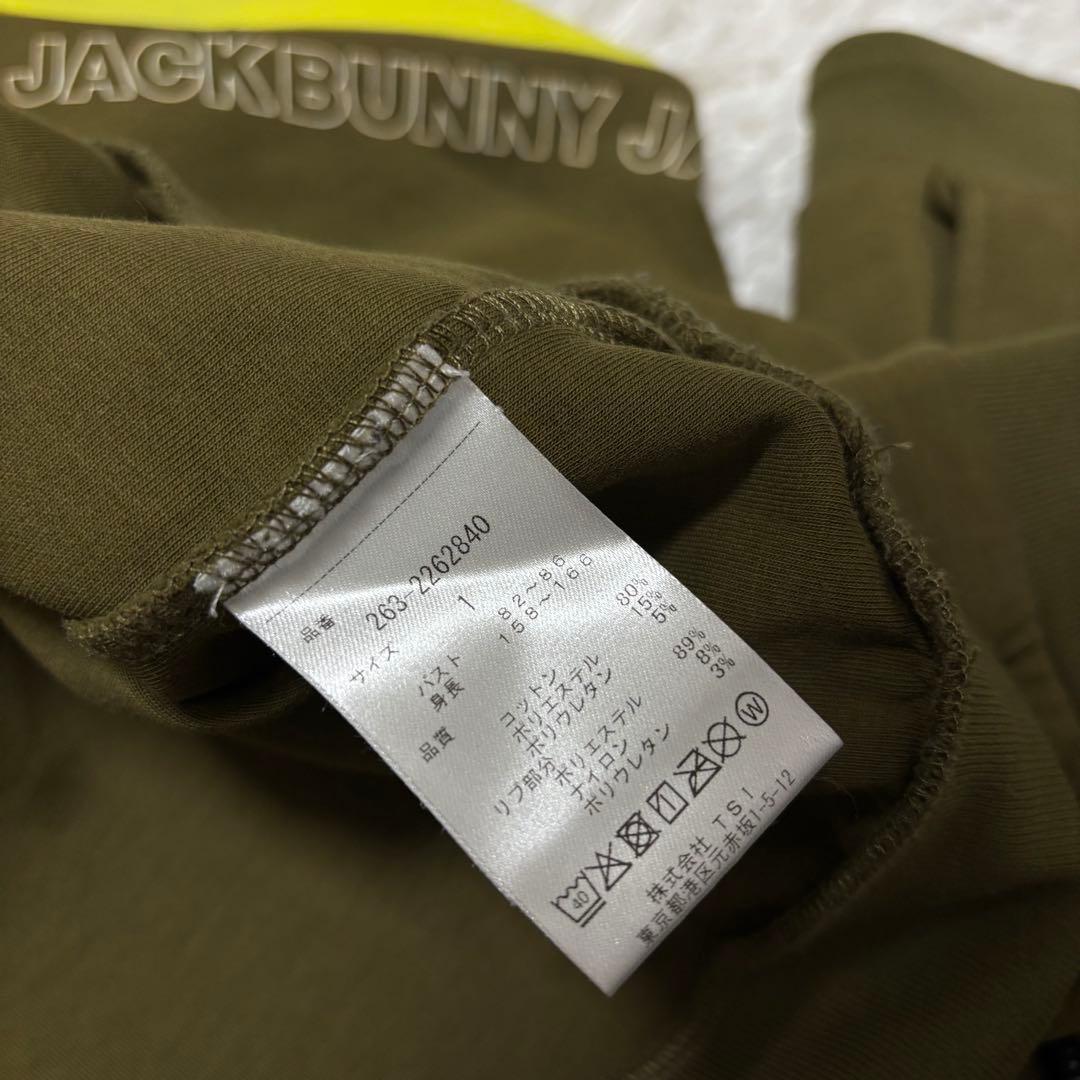 JACKBUNNY JA
品番 263-2262840
サイズ 1
バスト 82～86
身長 158～166
品質 コットン 80%
ポリエステル 15%
ポリウレタン 5%
リブ部分 ポリエステル 89%
ナイロン 8%
ポリウレタン 3%
40 1 W
株式会社 TSI
東京都港区元赤坂1-5-12